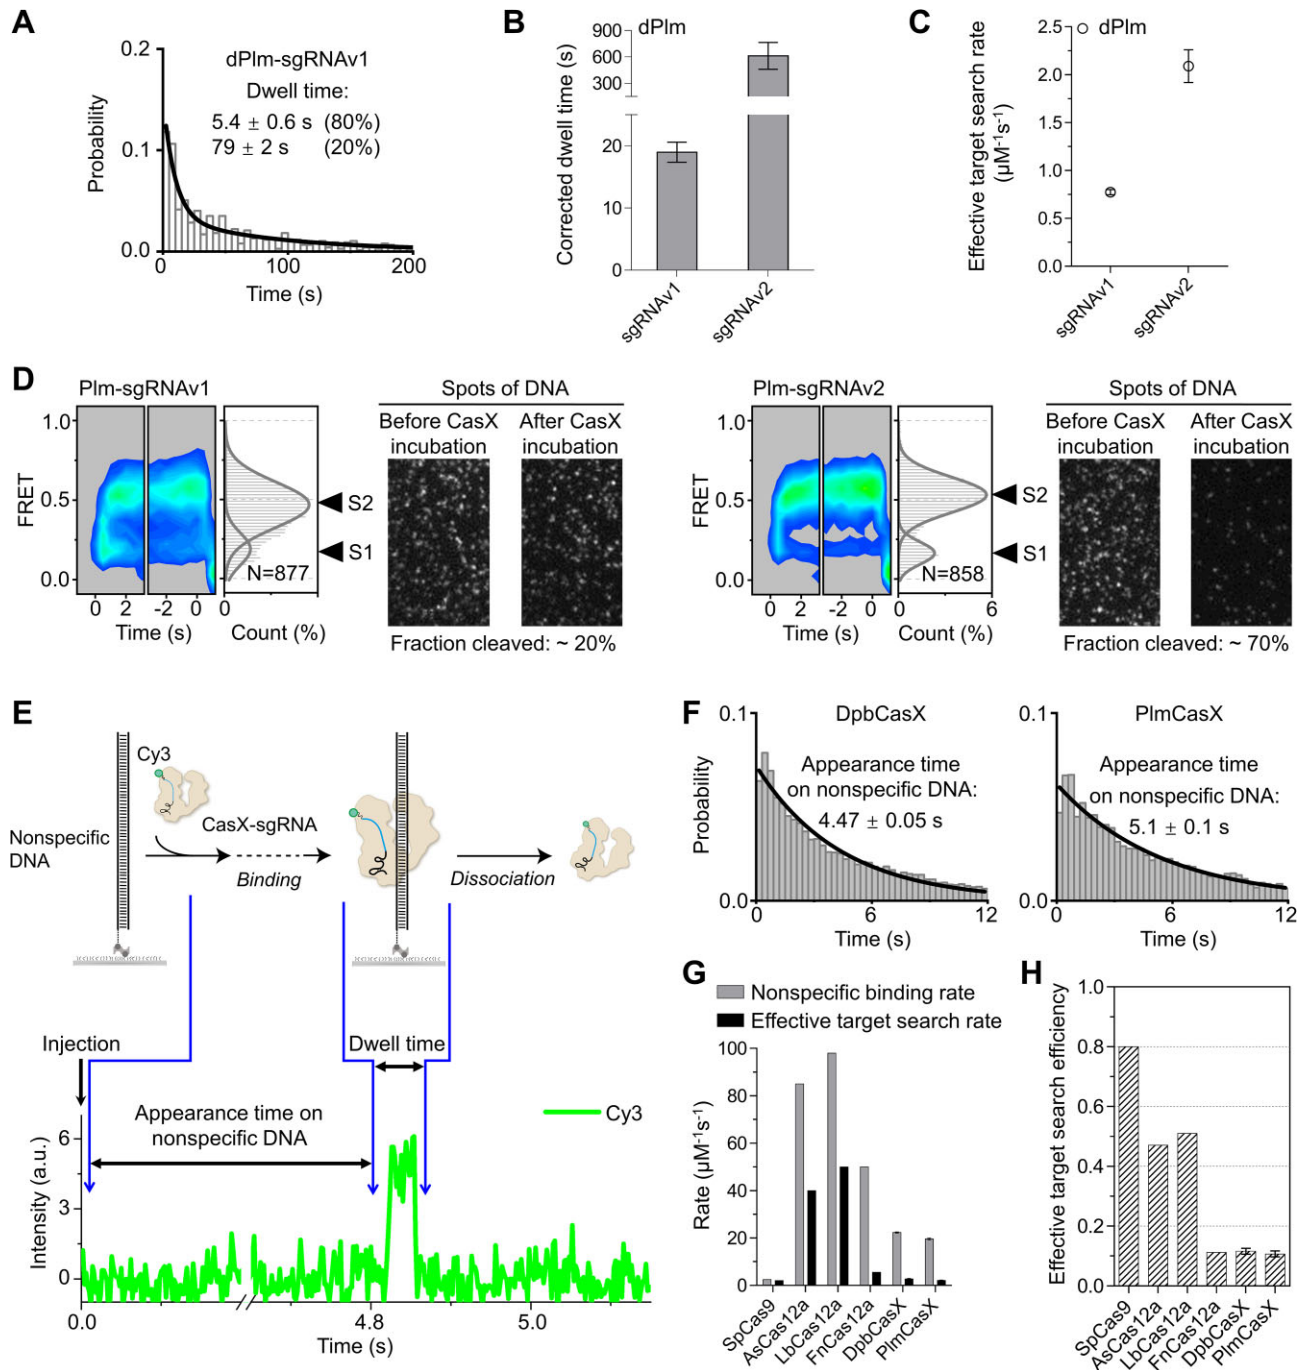 A
0.2
0.1
0.0
Probability
dPlm-sgRNAv1
Dwell time:
5.4 ± 0.6 s (80%)
79 ± 2 s (20%)
0
100
200
Time (s)
B
dPlm
Corrected dwell time (s)
900
600
300
20
10
0
sgRNAv1
sgRNAv2
C
dPlm
Effective target search rate
(µM⁻¹s⁻¹)
2.5
2.0
1.5
1.0
0.5
0.0
sgRNAv1
sgRNAv2
D
Plm-sgRNAv1
FRET
1.0
0.5
0.0
S2
S1
N=877
0
2
-2
0
0
Time (s)
Count (%)
Spots of DNA
Before CasX
incubation
After CasX
incubation
Fraction cleaved: ~ 20%
Plm-sgRNAv2
FRET
1.0
0.5
0.0
S2
S1
N=858
0
2
-2
0
0
6
Time (s)
Count (%)
Spots of DNA
Before CasX
incubation
After CasX
incubation
Fraction cleaved: ~ 70%
E
Cy3
Nonspecific
DNA
CasX-sgRNA
Binding
Dissociation
Injection
Dwell time
Appearance time on
nonspecific DNA
Cy3
Intensity (a.u.)
6
3
0
0.0
4.8
5.0
Time (s)
F
DpbCasX
Probability
0.1
0.0
Appearance time
on nonspecific DNA:
4.47 ± 0.05 s
0
6
12
Time (s)
PlmCasX
0.1
0.0
Appearance time
on nonspecific DNA:
5.1 ± 0.1 s
0
6
12
Time (s)
G
Nonspecific binding rate
Effective target search rate
Rate (µM⁻¹s⁻¹)
100
80
60
40
20
0
SpCas9
AsCas12a
LbCas12a
FnCas12a
DpbCasX
PlmCasX
H
Effective target search efficiency
1.0
0.8
0.6
0.4
0.2
0.0
SpCas9
AsCas12a
LbCas12a
FnCas12a
DpbCasX
PlmCasX